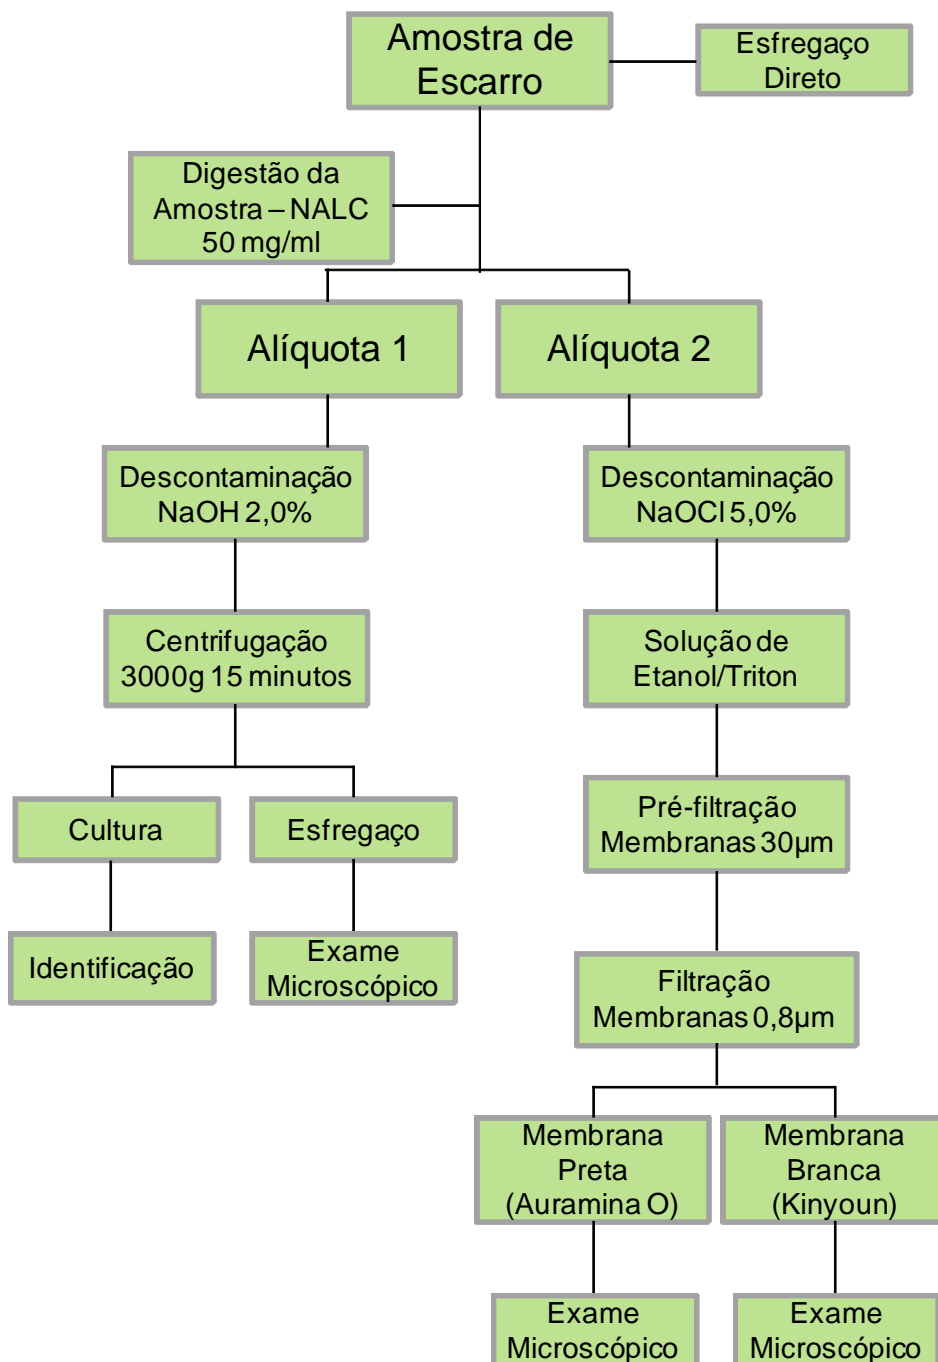 Amostra de
Escarro
Esfregaço
Direto
Digestão da
Amostra – NALC
50 mg/ml
Alíquota 1
Alíquota 2
Descontaminação
NaOH 2,0%
Descontaminação
NaOCl 5,0%
Centrifugação
3000g 15 minutos
Solução de
Etanol/Triton
Cultura
Esfregaço
Pré-filtração
Membranas 30µm
Identificação
Exame
Microscópico
Filtração
Membranas 0,8µm
Membrana
Preta
(Auramina O)
Membrana
Branca
(Kinyoun)
Exame
Microscópico
Exame
Microscópico